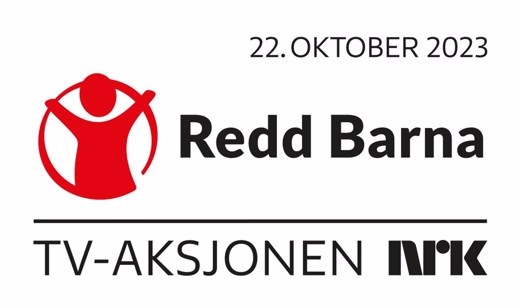 22. OKTOBER 2023
Redd Barna
TV-AKSJONEN NRK